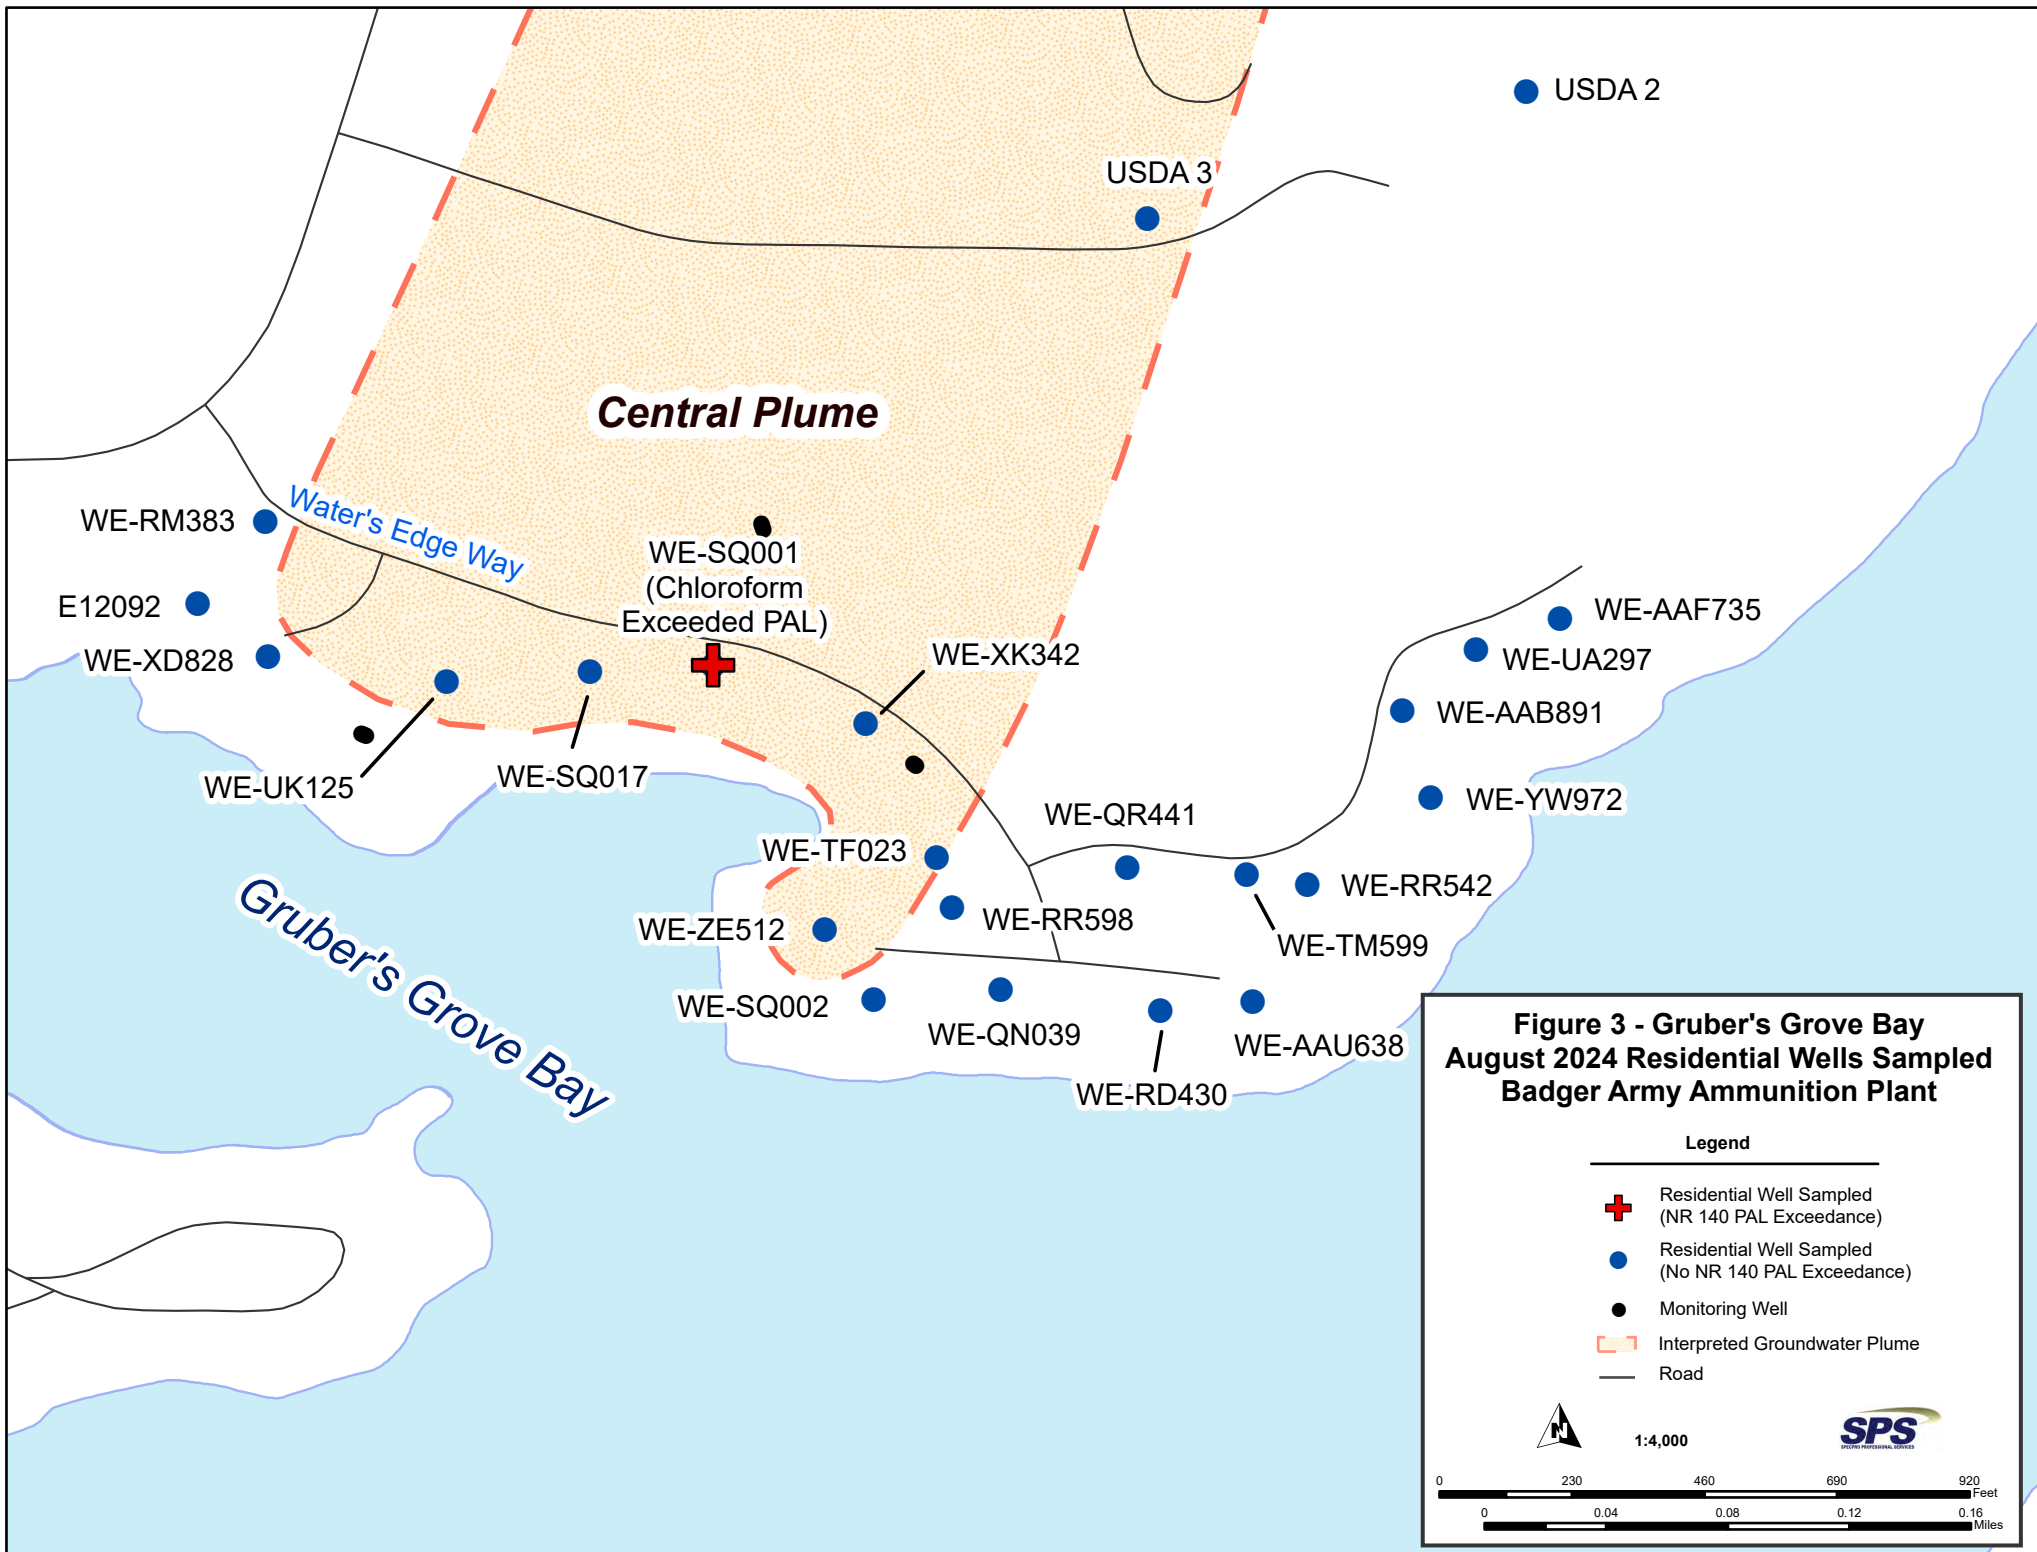 USDA 2
USDA 3
Central Plume
WE-RM383
Water's Edge Way
WE-SQ001
(Chloroform
Exceeded PAL)
E12092
WE-XD828
WE-XK342
WE-AAF735
WE-UA297
WE-AAB891
WE-UK125
WE-SQ017
WE-YW972
WE-QR441
WE-TF023
WE-RR542
WE-RR598
WE-ZE512
WE-TM599
Gruber's Grove Bay
WE-SQ002
WE-QN039
WE-AAU638
WE-RD430
Figure 3 - Gruber's Grove Bay
August 2024 Residential Wells Sampled
Badger Army Ammunition Plant
Legend
Residential Well Sampled
(NR 140 PAL Exceedance)
Residential Well Sampled
(No NR 140 PAL Exceedance)
Monitoring Well
Interpreted Groundwater Plume
Road
N
1:4,000
SPS
SPECPRO PROFESSIONAL SERVICES
0 230 460 690 920
Feet
0 0.04 0.08 0.12 0.16
Miles